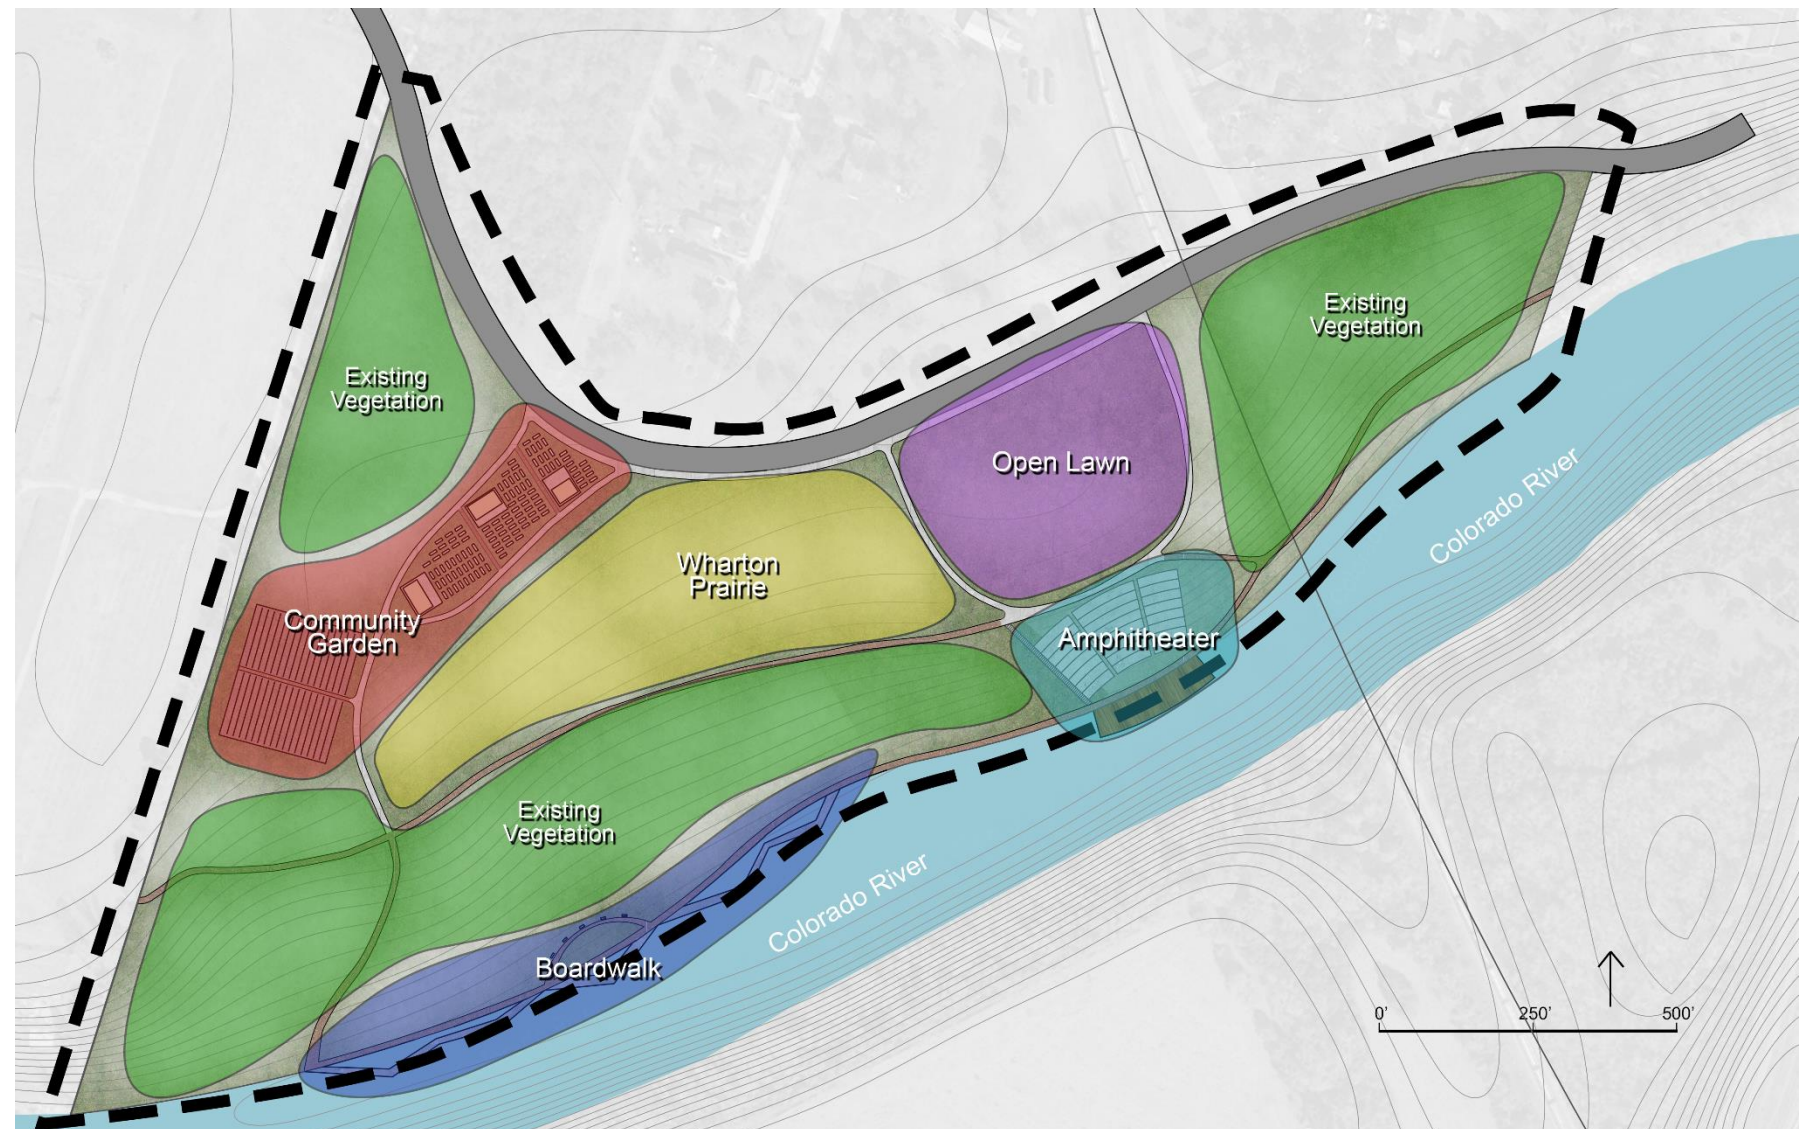 Existing
Vegetation
Existing
Vegetation
Open Lawn
Colorado River
Wharton
Prairie
Community
Garden
Amphitheater
Existing
Vegetation
Colorado River
Boardwalk
0'
250'
500'